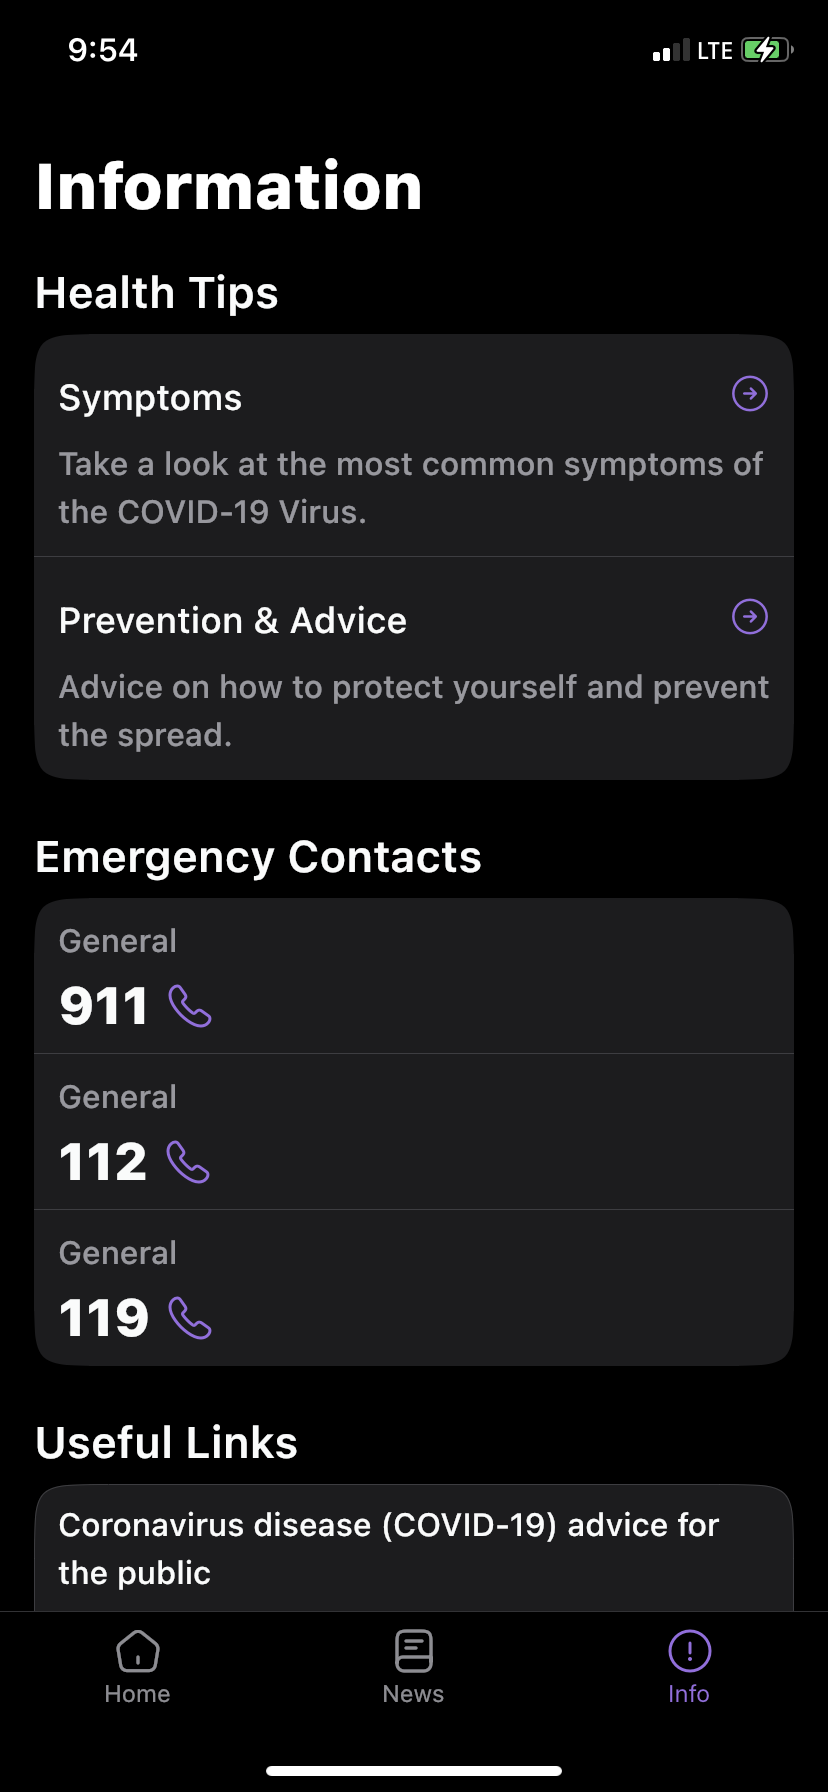 9:54
LTE
Information
Health Tips
Symptoms
Take a look at the most common symptoms of
the COVID-19 Virus.
Prevention & Advice
Advice on how to protect yourself and prevent
the spread.
Emergency Contacts
General
911
General
112
General
119
Useful Links
Coronavirus disease (COVID-19) advice for
the public
Home
News
Info